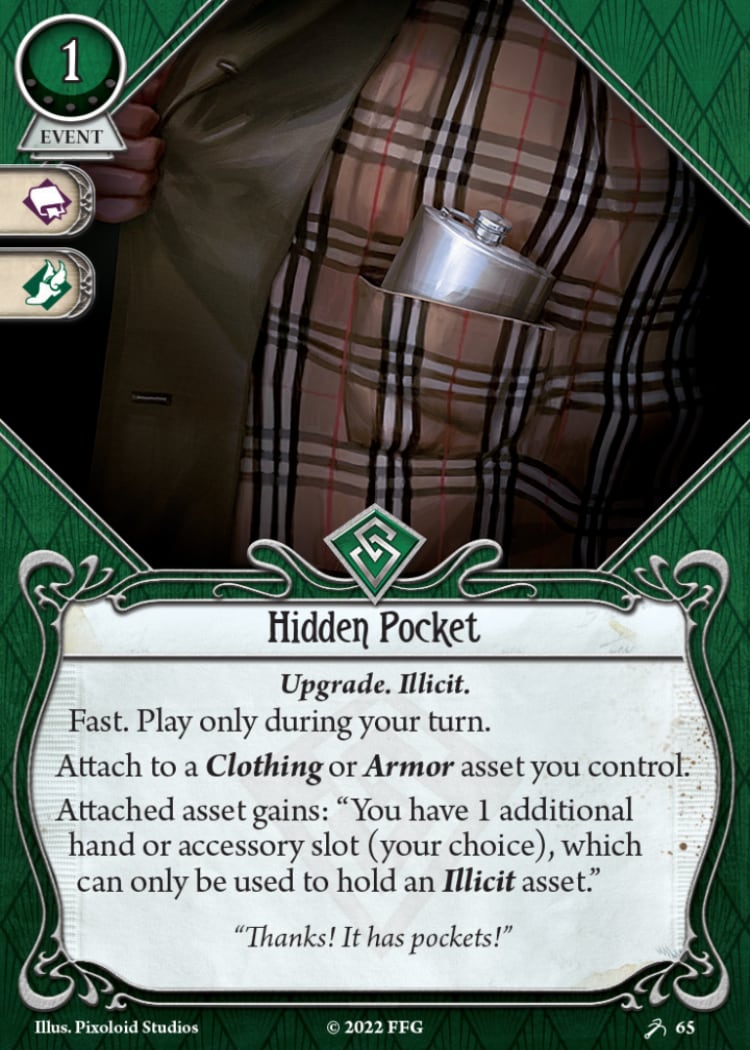 1
EVENT
Hidden Pocket
Upgrade. Illicit.
Fast. Play only during your turn.
Attach to a Clothing or Armor asset you control.
Attached asset gains: “You have 1 additional
hand or accessory slot (your choice), which
can only be used to hold an Illicit asset.”
“Thanks! It has pockets!”
Illus. Pixoloid Studios
© 2022 FFG
65